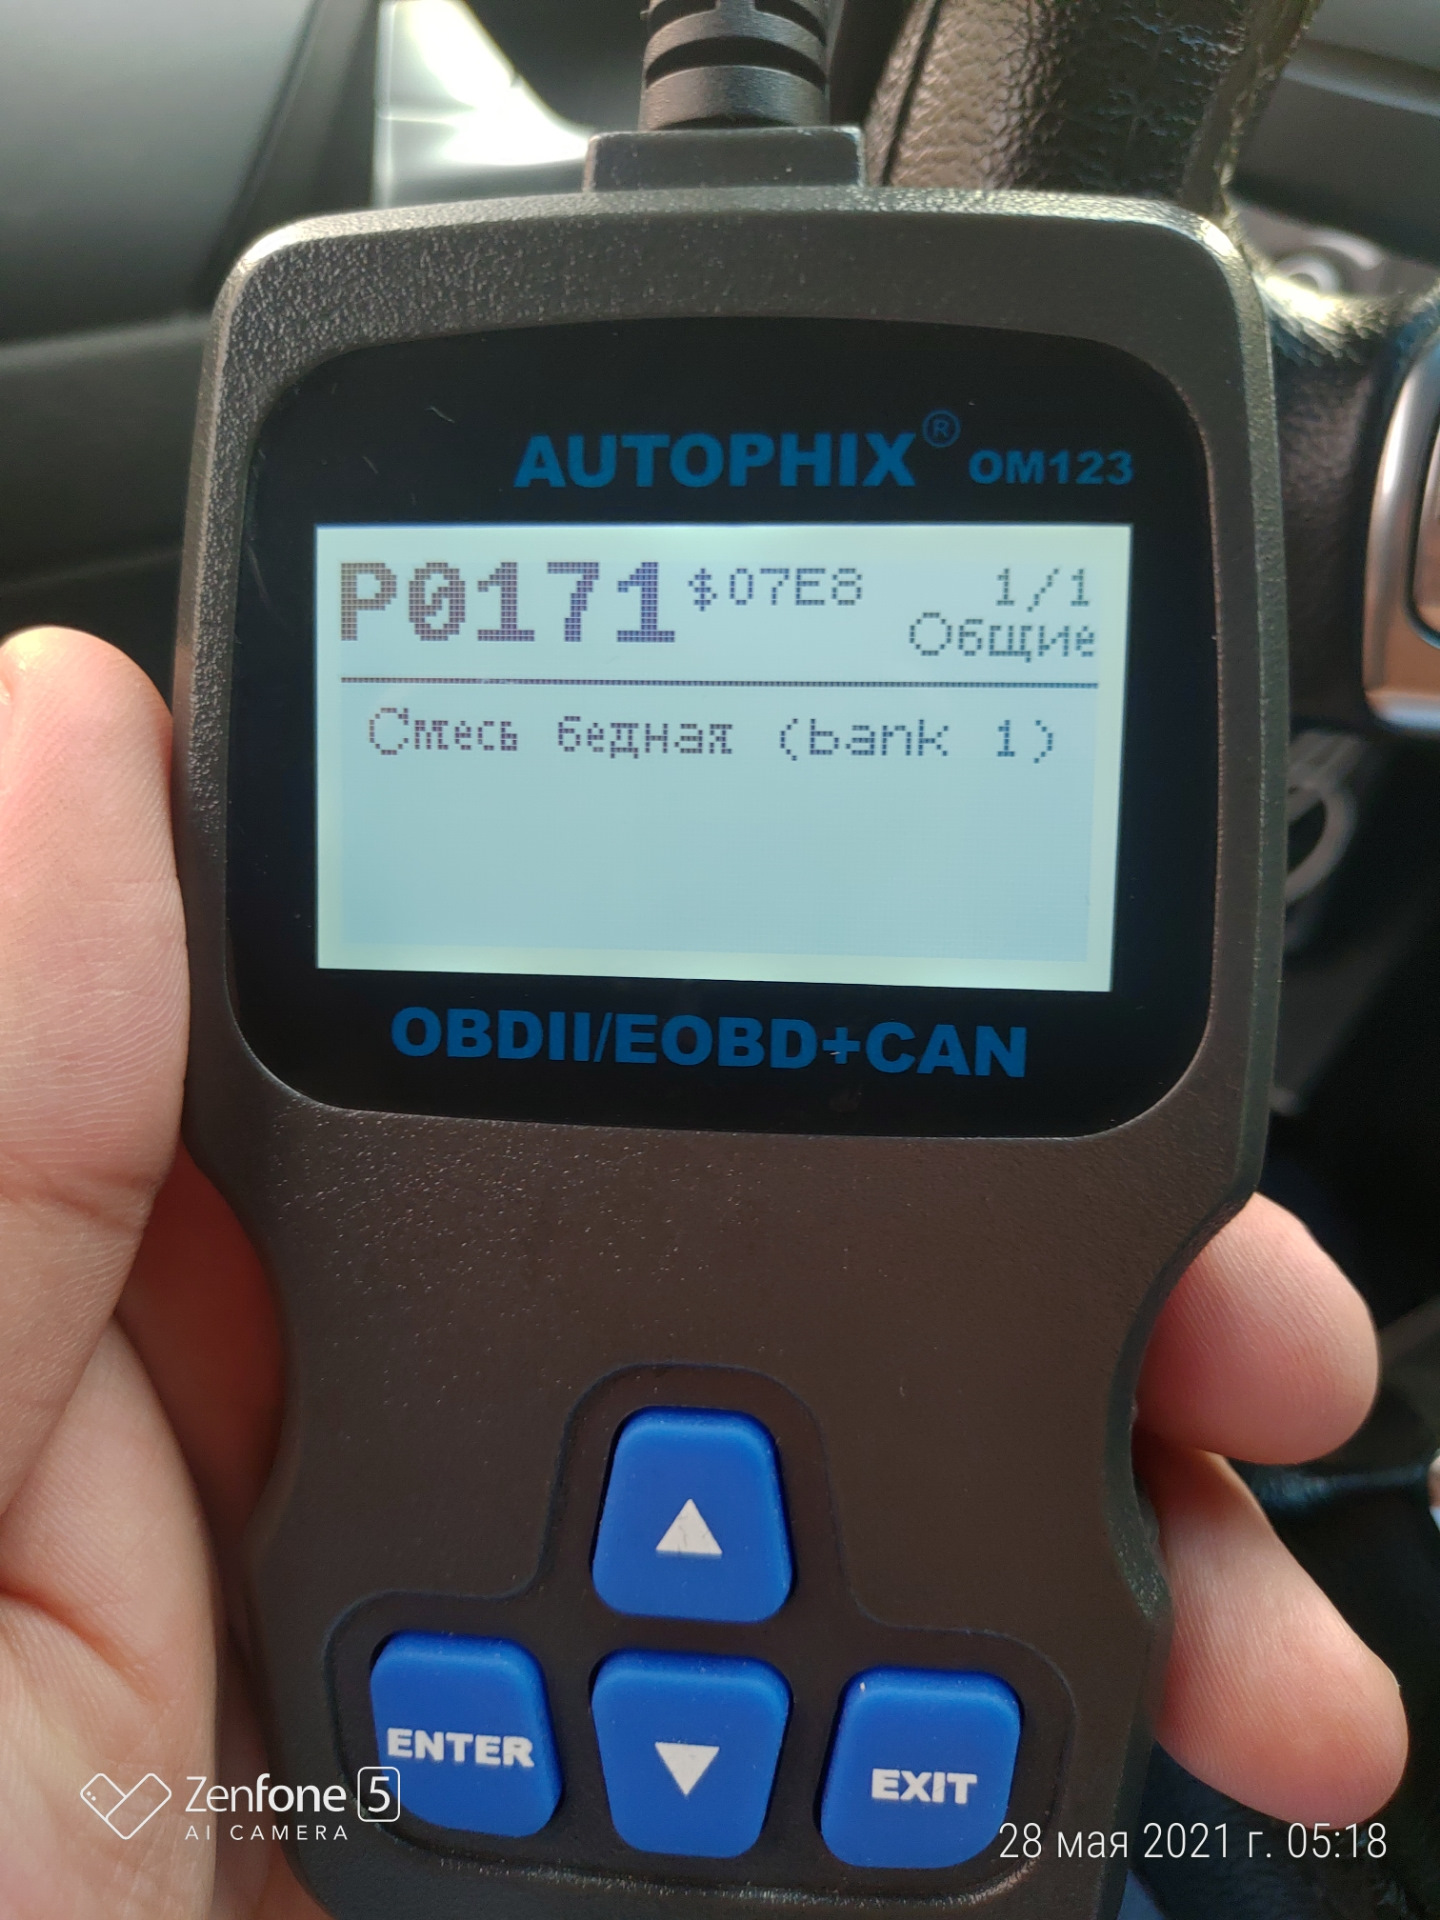 AUTOPHIX® OM123
P0171 $07E8 1/1
Общие
Смесь бедная (bank 1)
OBDII/EOBD+CAN
ENTER
EXIT
Zenfone 5
AI CAMERA
28 мая 2021 г. 05:18